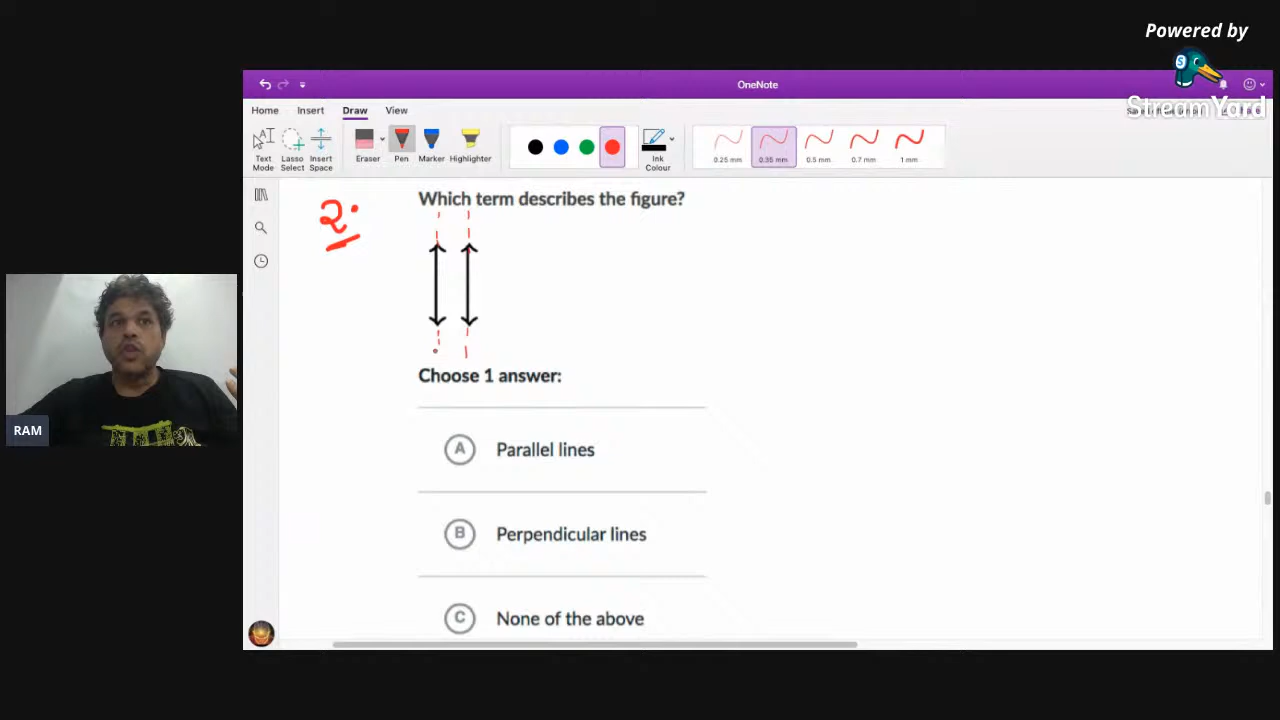 Powered by
StreamYard
OneNote
Home Insert Draw View
Text Mode
Lasso Select
Insert Space
Eraser
Pen
Marker
Highlighter
Ink Colour
0.25 mm
0.35 mm
0.5 mm
0.7 mm
1 mm
2.
Which term describes the figure?
Choose 1 answer:
A Parallel lines
B Perpendicular lines
C None of the above
RAM